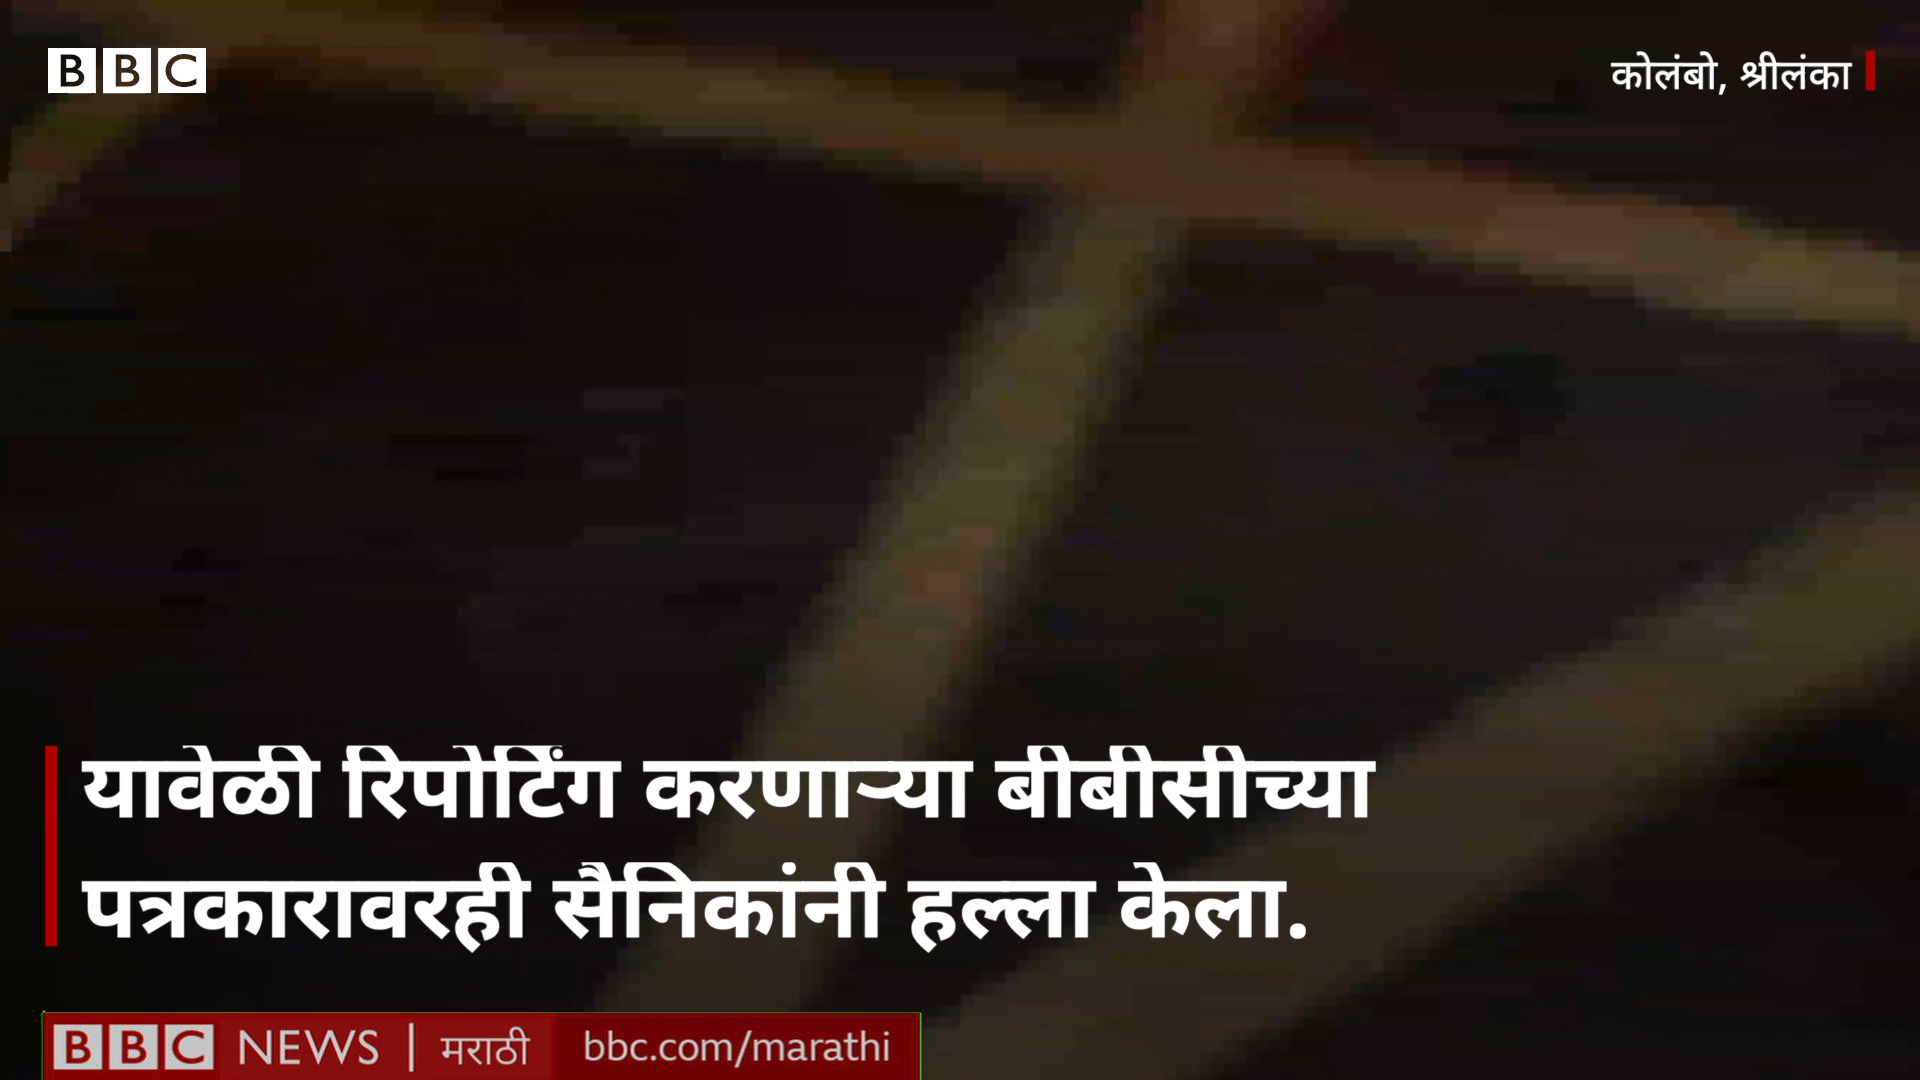 BBC
कोलंबो, श्रीलंका
यावेळी रिपोर्टिंग करणाऱ्या बीबीसीच्या
पत्रकारावरही सैनिकांनी हल्ला केला.
BBC NEWS | मराठी bbc.com/marathi